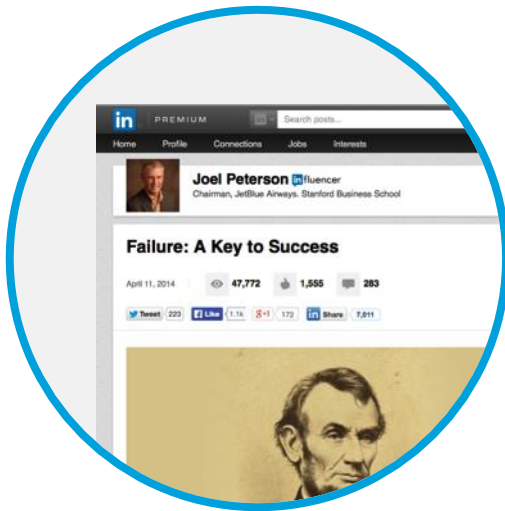 in PREMIUM in Search posts...
Home Profile Connections Jobs Interests
Joel Peterson influencer
Chairman, JetBlue Airways. Stanford Business School
Failure: A Key to Success
April 11, 2014 47,772 1,555 283
Tweet 223 f Like 1.1k g+1 172 in Share 7,011